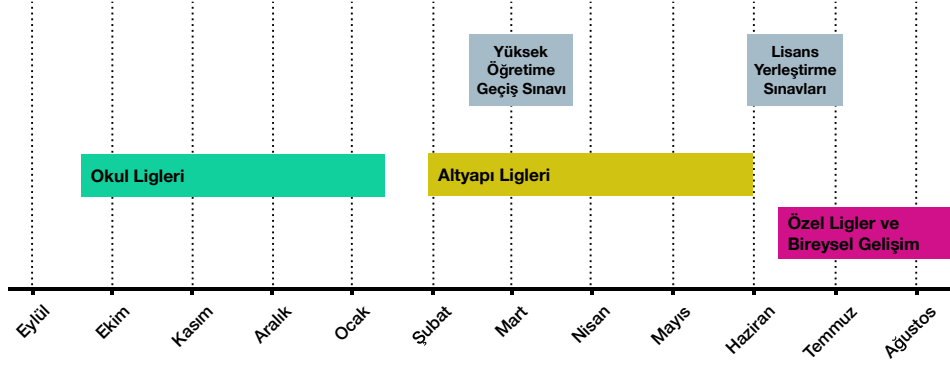 Yüksek
Öğretime
Geçiş Sınavı
Lisans
Yerleştirme
Sınavları
Okul Ligleri
Altyapı Ligleri
Özel Ligler ve
Bireysel Gelişim
Eylül
Ekim
Kasım
Aralık
Ocak
Şubat
Mart
Nisan
Mayıs
Haziran
Temmuz
Ağustos